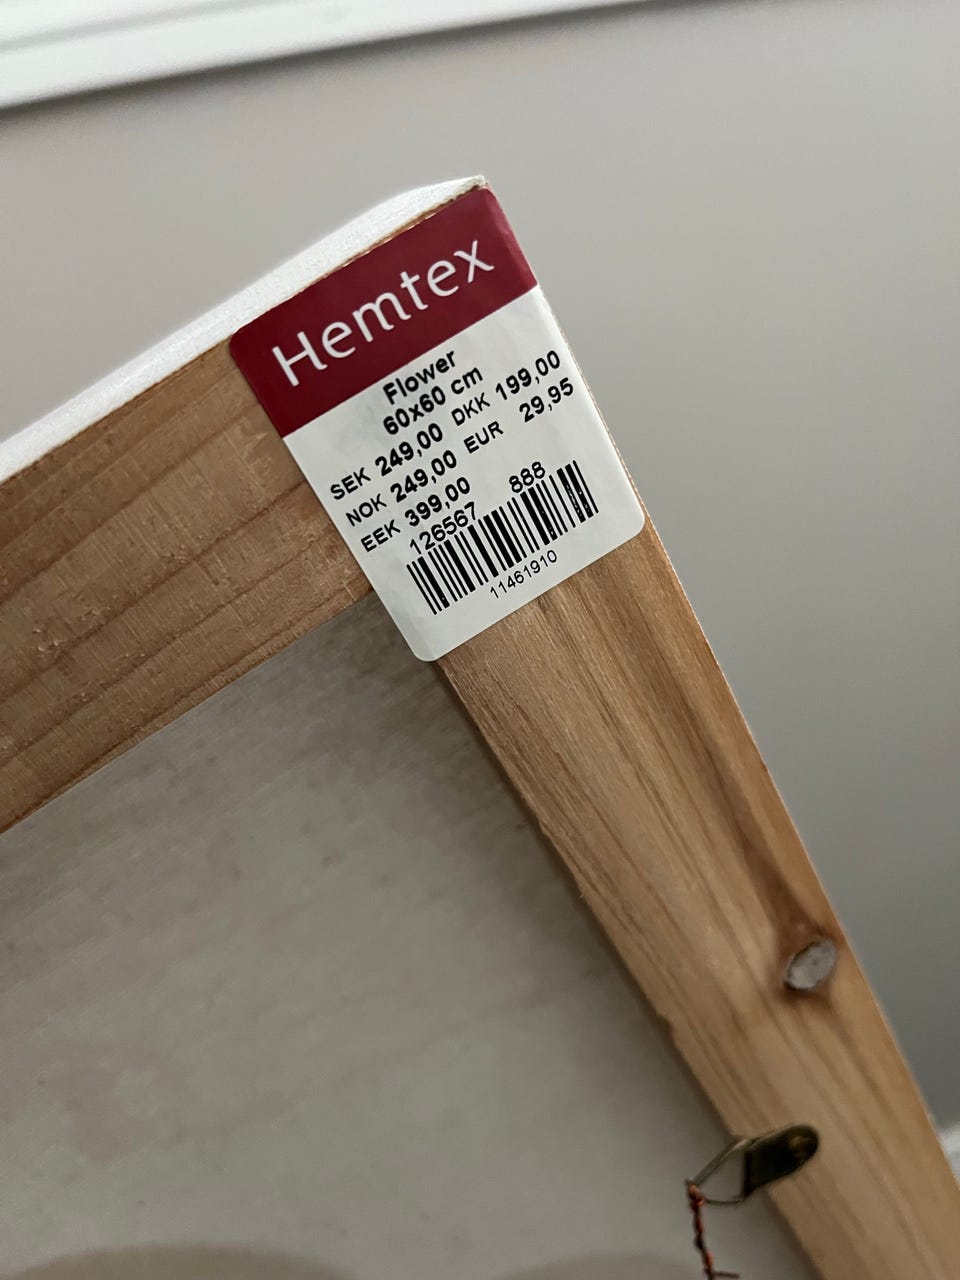 Hemtex
Flower
60x60 cm
SEK 249,00 DKK 199,00
NOK 249,00 EUR 29,95
EEK 399,00
126567 888
11461910